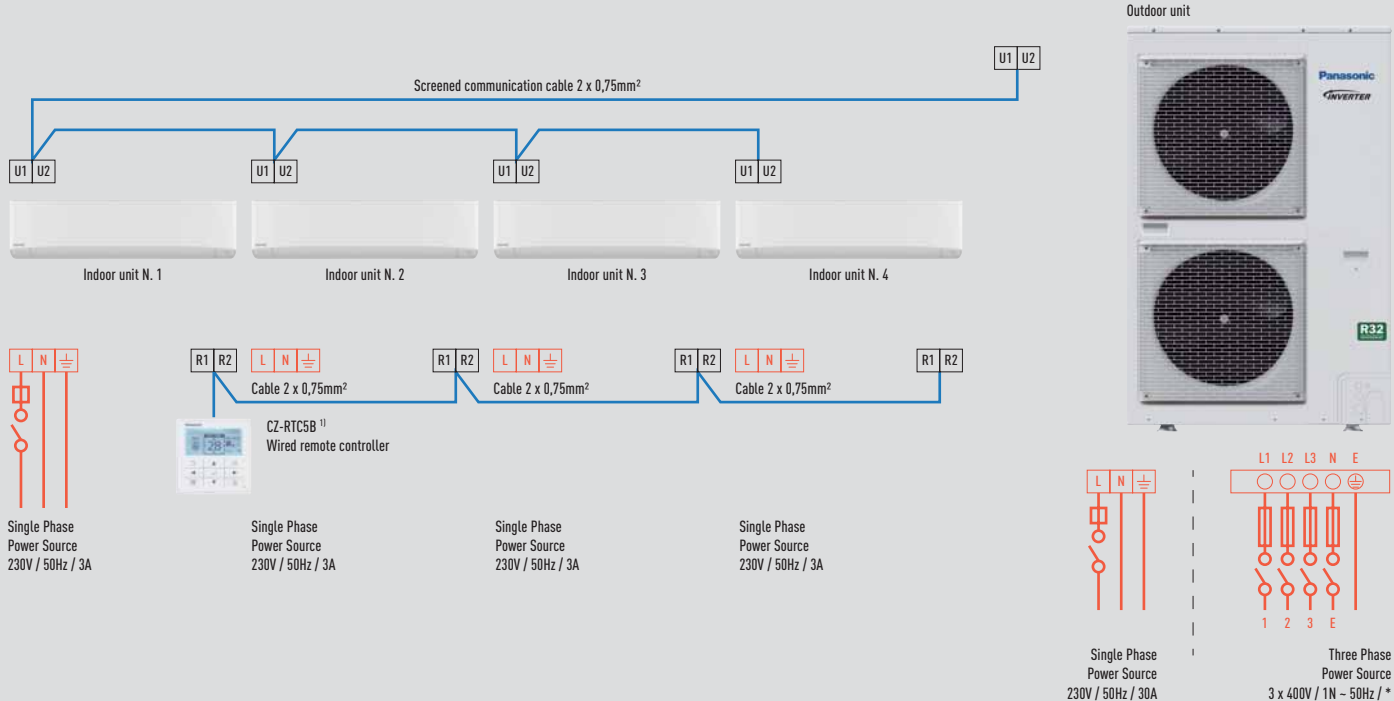 Outdoor unit
U1 U2
Screened communication cable 2 x 0,75mm²
Panasonic
INVERTER
U1 U2
U1 U2
U1 U2
U1 U2
Indoor unit N. 1
Indoor unit N. 2
Indoor unit N. 3
Indoor unit N. 4
R32
L N
R1 R2
L N
R1 R2
L N
R1 R2
L N
R1 R2
Cable 2 x 0,75mm²
Cable 2 x 0,75mm²
Cable 2 x 0,75mm²
CZ-RTC5B ¹⁾
Wired remote controller
28
Single Phase
Power Source
230V / 50Hz / 3A
Single Phase
Power Source
230V / 50Hz / 3A
Single Phase
Power Source
230V / 50Hz / 3A
Single Phase
Power Source
230V / 50Hz / 3A
L N
L1 L2 L3 N E
1 2 3 E
Single Phase
Power Source
230V / 50Hz / 30A
Three Phase
Power Source
3 x 400V / 1N ~ 50Hz / *